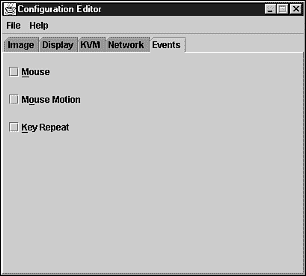 Configuration Editor
File Help
Image Display KVM Network Events
Mouse
Mouse Motion
Key Repeat